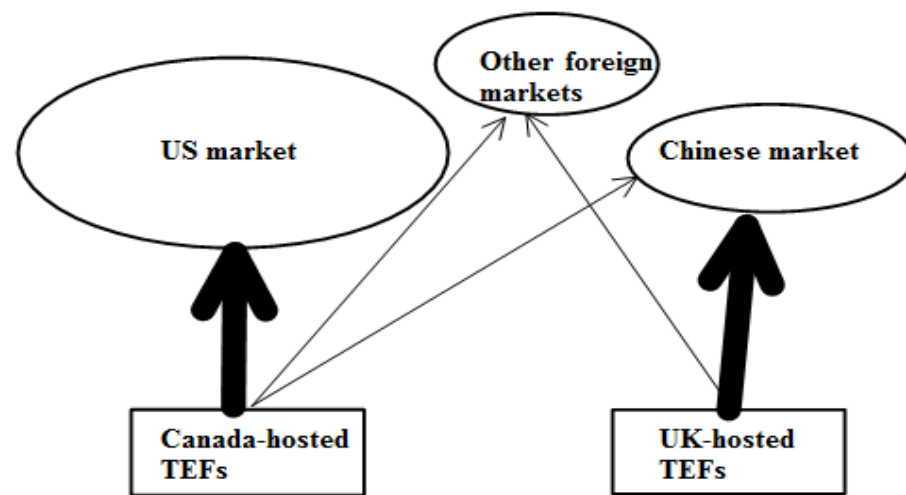 Other foreign
markets
US market
Chinese market
Canada-hosted
TEFs
UK-hosted
TEFs